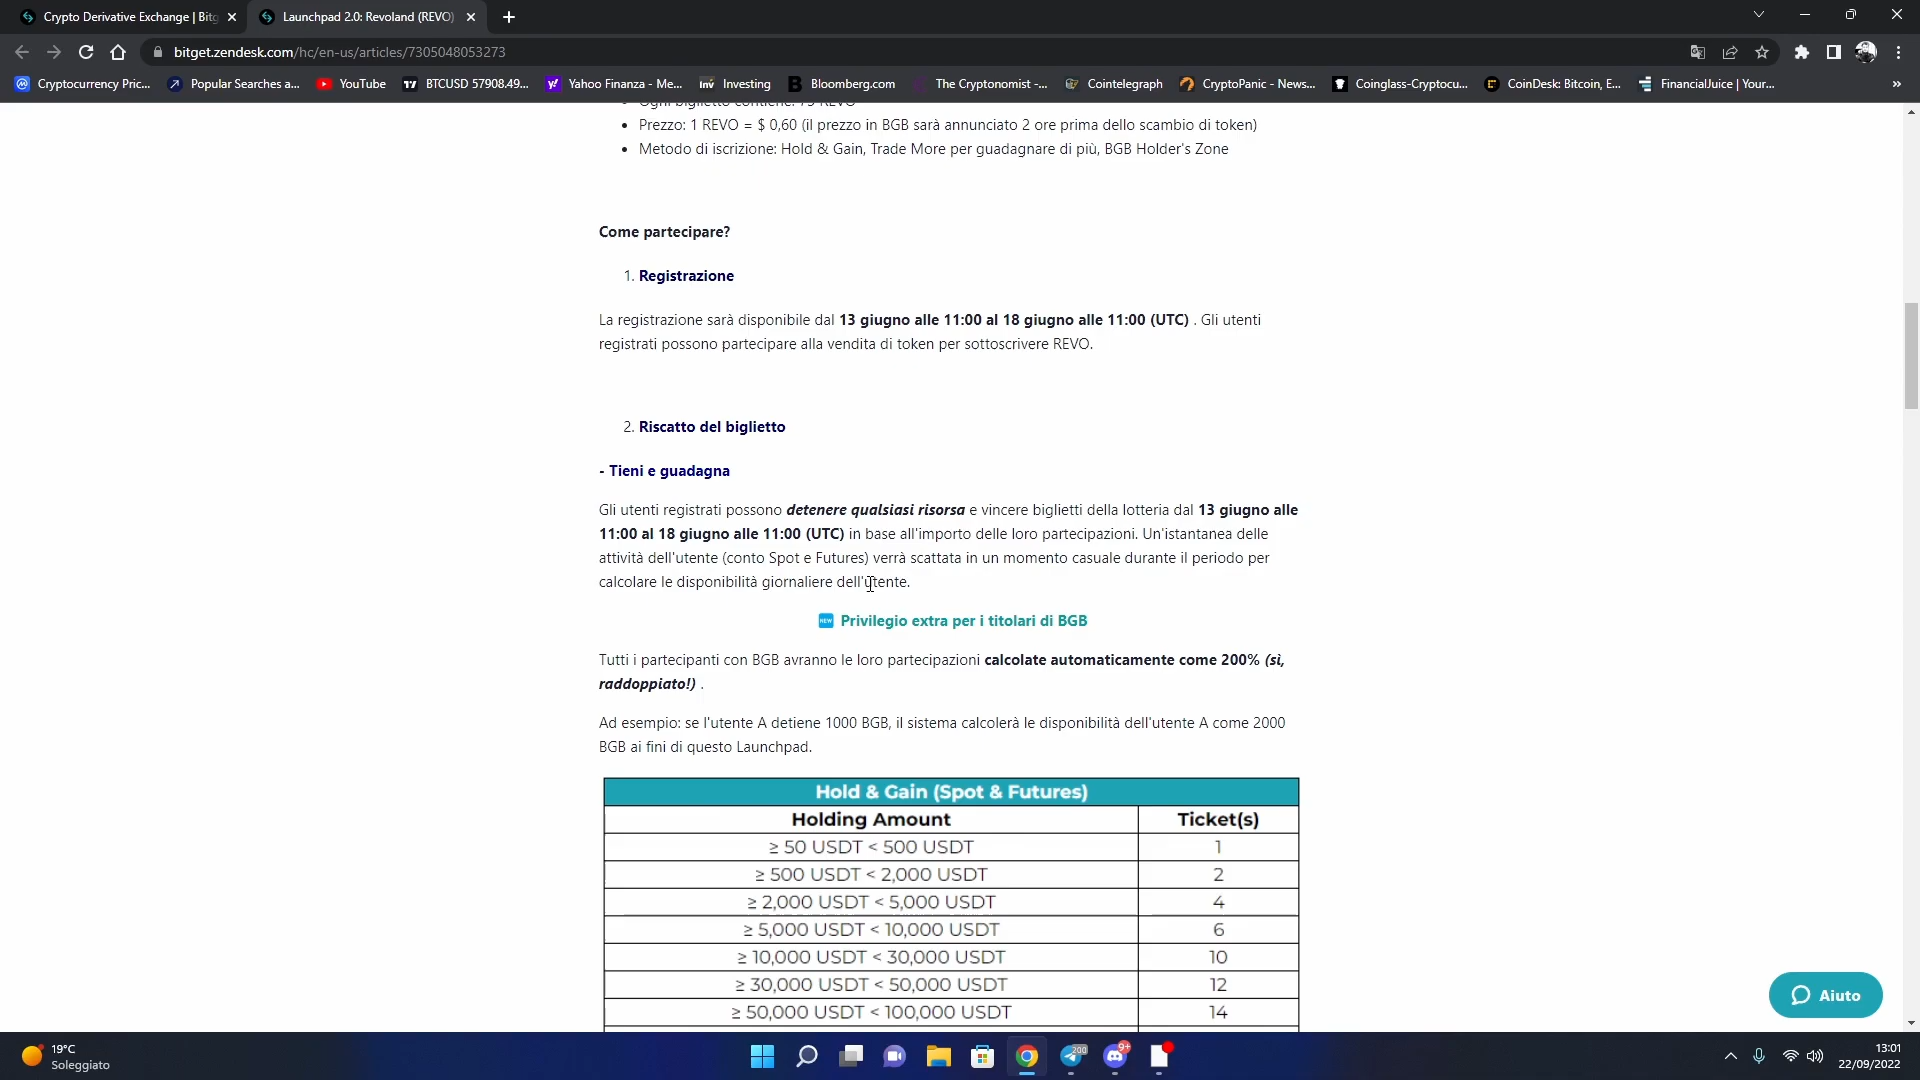 Crypto Derivative Exchange | Bitg
Launchpad 2.0: Revoland (REVO)
bitget.zendesk.com/hc/en-us/articles/7305048053273
Cryptocurrency Pric...
Popular Searches a...
YouTube
BTCUSD 57908.49...
Yahoo Finanza - Me...
Investing
Bloomberg.com
The Cryptonomist -...
Cointelegraph
CryptoPanic - News...
Coinglass-Cryptocu...
CoinDesk: Bitcoin, E...
FinancialJuice | Your...
»
• Ogni biglietto contiene: 75 REVO
• Prezzo: 1 REVO = $ 0,60 (il prezzo in BGB sarà annunciato 2 ore prima dello scambio di token)
• Metodo di iscrizione: Hold & Gain, Trade More per guadagnare di più, BGB Holder's Zone
Come partecipare?
1. Registrazione
La registrazione sarà disponibile dal 13 giugno alle 11:00 al 18 giugno alle 11:00 (UTC) . Gli utenti
registrati possono partecipare alla vendita di token per sottoscrivere REVO.
2. Riscatto del biglietto
- Tieni e guadagna
Gli utenti registrati possono detenere qualsiasi risorsa e vincere biglietti della lotteria dal 13 giugno alle
11:00 al 18 giugno alle 11:00 (UTC) in base all'importo delle loro partecipazioni. Un'istantanea delle
attività dell'utente (conto Spot e Futures) verrà scattata in un momento casuale durante il periodo per
calcolare le disponibilità giornaliere dell'utente.
NEW Privilegio extra per i titolari di BGB
Tutti i partecipanti con BGB avranno le loro partecipazioni calcolate automaticamente come 200% (sì,
raddoppiato!) .
Ad esempio: se l'utente A detiene 1000 BGB, il sistema calcolerà le disponibilità dell'utente A come 2000
BGB ai fini di questo Launchpad.
Hold & Gain (Spot & Futures)
Holding Amount Ticket(s)
≥ 50 USDT < 500 USDT 1
≥ 500 USDT < 2,000 USDT 2
≥ 2,000 USDT < 5,000 USDT 4
≥ 5,000 USDT < 10,000 USDT 6
≥ 10,000 USDT < 30,000 USDT 10
≥ 30,000 USDT < 50,000 USDT 12
≥ 50,000 USDT < 100,000 USDT 14
Aiuto
19°C
Soleggiato
200
9+
13:01
22/09/2022